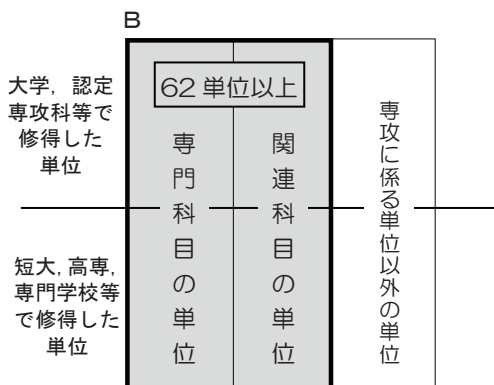 B
大学，認定
専攻科等で
修得した
単位
短大，高専，
専門学校等
で修得した
単位
62単位以上
専門科目の単位
関連科目の単位
専攻に係る単位以外の単位